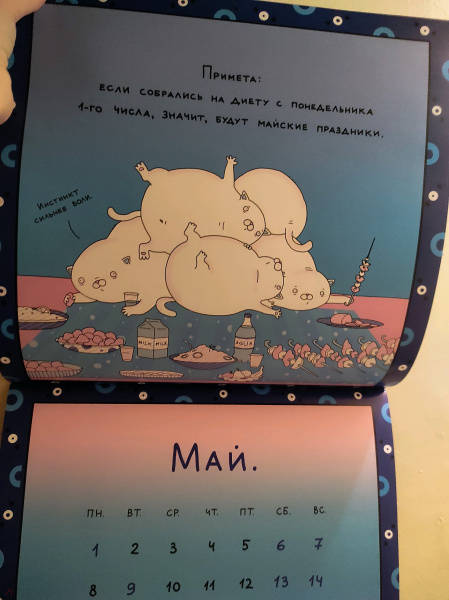 Примета:
если собрались на диету с понедельника
1-го числа, значит, будут майские праздники.
Инстинкт
сильнее воли
MILK MILK
Май.
ПН. ВТ. СР. ЧТ. ПТ. СБ. ВС.
1 2 3 4 5 6 7
8 9 10 11 12 13 14